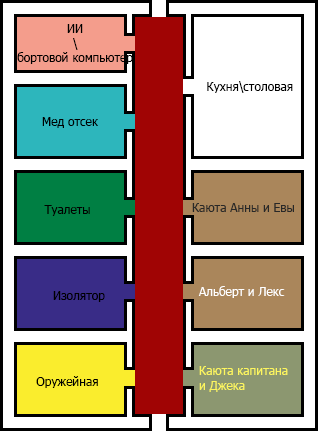 ИИ
\
бортовой компьютер
Кухня\столовая
Мед отсек
Туалеты
Каюта Анны и Евы
Изолятор
Альберт и Лекс
Оружейная
Каюта капитана
и Джека